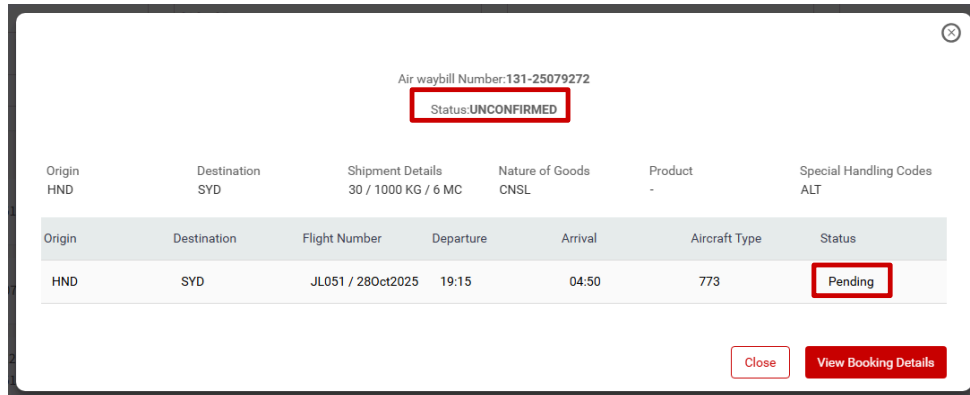 Air waybill Number:131-25079272
Status:UNCONFIRMED
Origin Destination Shipment Details Nature of Goods Product Special Handling Codes
HND SYD 30 / 1000 KG / 6 MC CNSL - ALT
Origin Destination Flight Number Departure Arrival Aircraft Type Status
HND SYD JL051 / 28Oct2025 19:15 04:50 773 Pending
Close View Booking Details